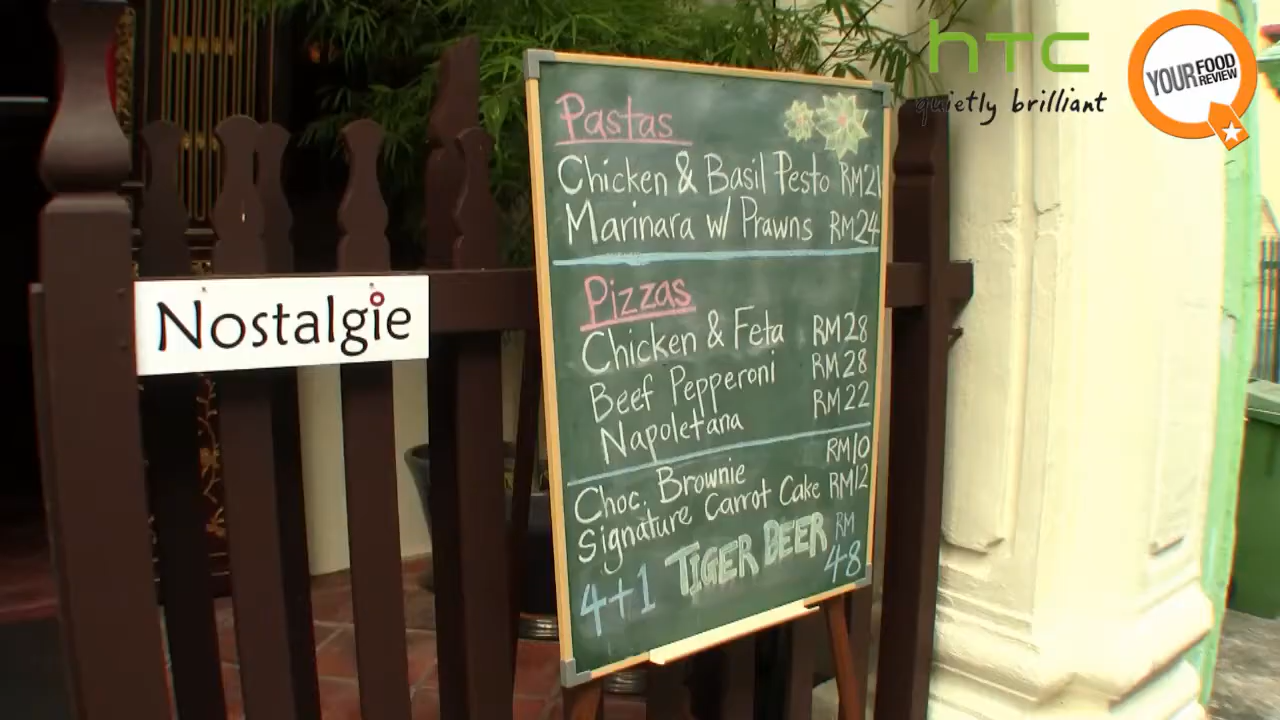 hTC
quietly brilliant
YOUR FOOD
REVIEW
Nostalgie
Pastas
Chicken & Basil Pesto RM21
Marinara w/ Prawns RM24
Pizzas
Chicken & Feta RM28
Beef Pepperoni RM28
Napoletana RM22
Choc. Brownie RM10
Signature Carrot Cake RM12
4+1 TIGER BEER RM 48